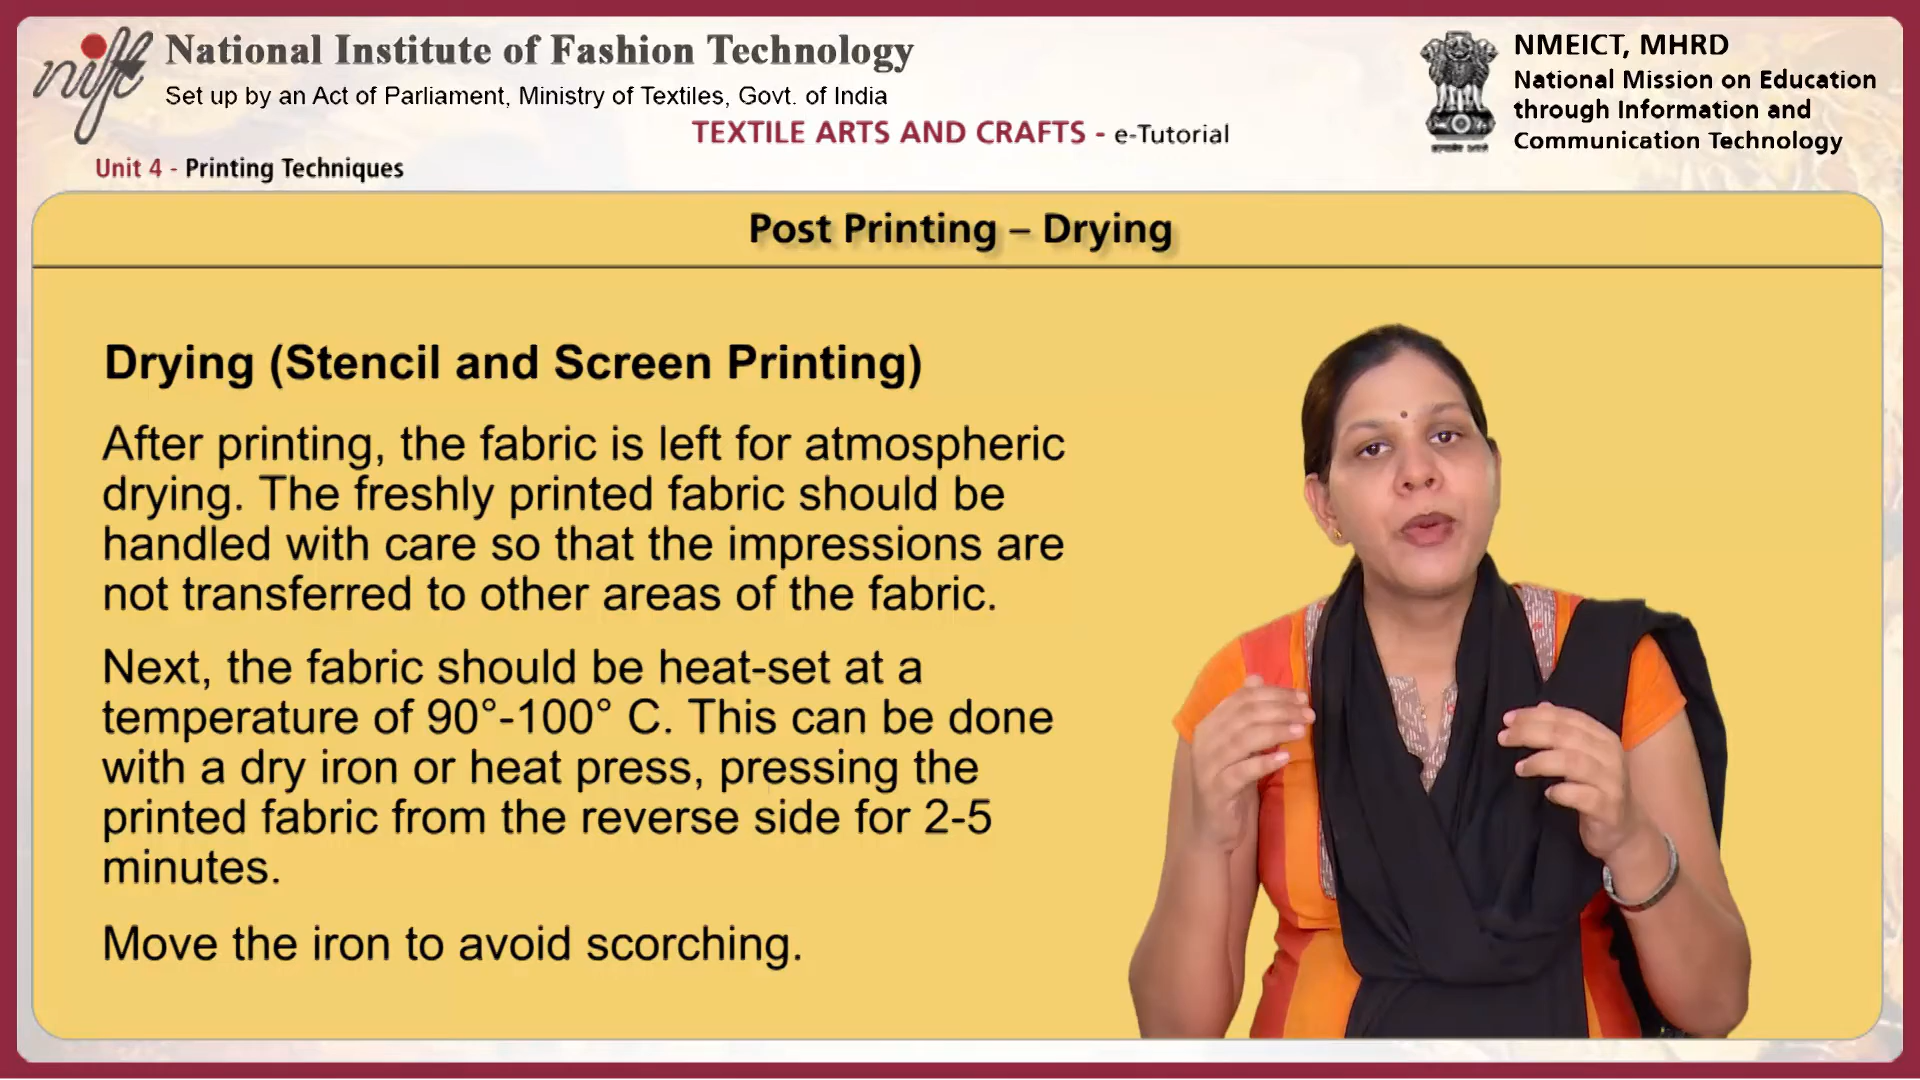 nift
National Institute of Fashion Technology
Set up by an Act of Parliament, Ministry of Textiles, Govt. of India
NMEICT, MHRD
National Mission on Education
through Information and
Communication Technology
TEXTILE ARTS AND CRAFTS - e-Tutorial
Unit 4 - Printing Techniques
Post Printing – Drying
Drying (Stencil and Screen Printing)
After printing, the fabric is left for atmospheric
drying. The freshly printed fabric should be
handled with care so that the impressions are
not transferred to other areas of the fabric.
Next, the fabric should be heat-set at a
temperature of 90°-100° C. This can be done
with a dry iron or heat press, pressing the
printed fabric from the reverse side for 2-5
minutes.
Move the iron to avoid scorching.